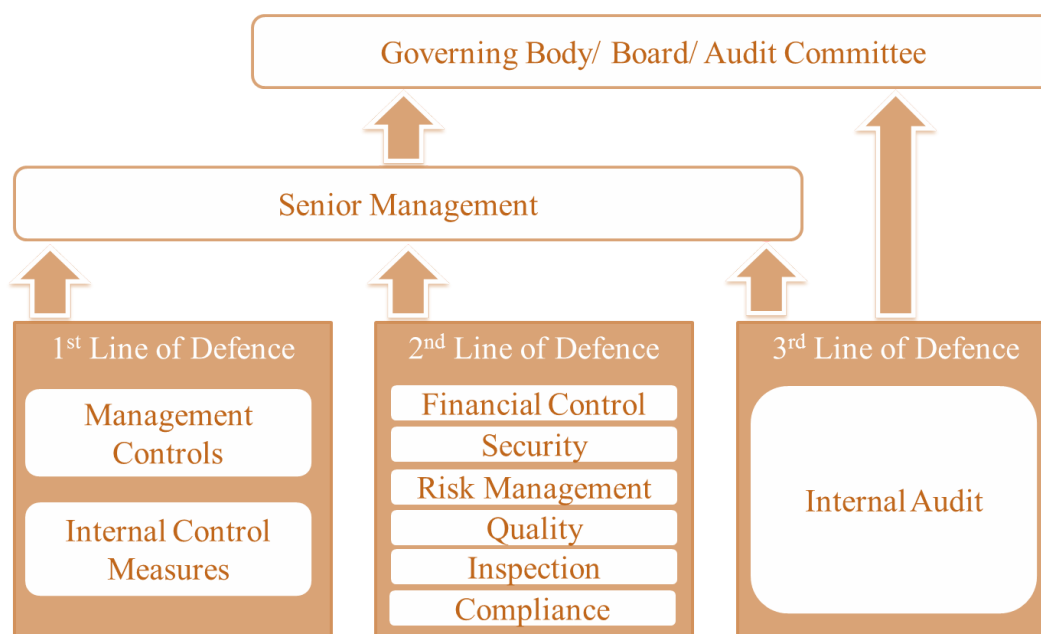 Governing Body/ Board/ Audit Committee
Senior Management
1st Line of Defence
Management
Controls
Internal Control
Measures
2nd Line of Defence
Financial Control
Security
Risk Management
Quality
Inspection
Compliance
3rd Line of Defence
Internal Audit